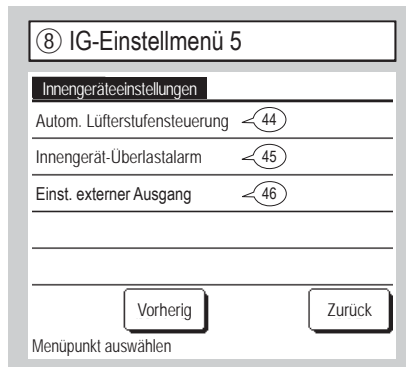 ⑧ IG-Einstellmenü 5
Innengeräteeinstellungen
Autom. Lüfterstufensteuerung 44
Innengerät-Überlastalarm 45
Einst. externer Ausgang 46
Vorherig Zurück
Menüpunkt auswählen